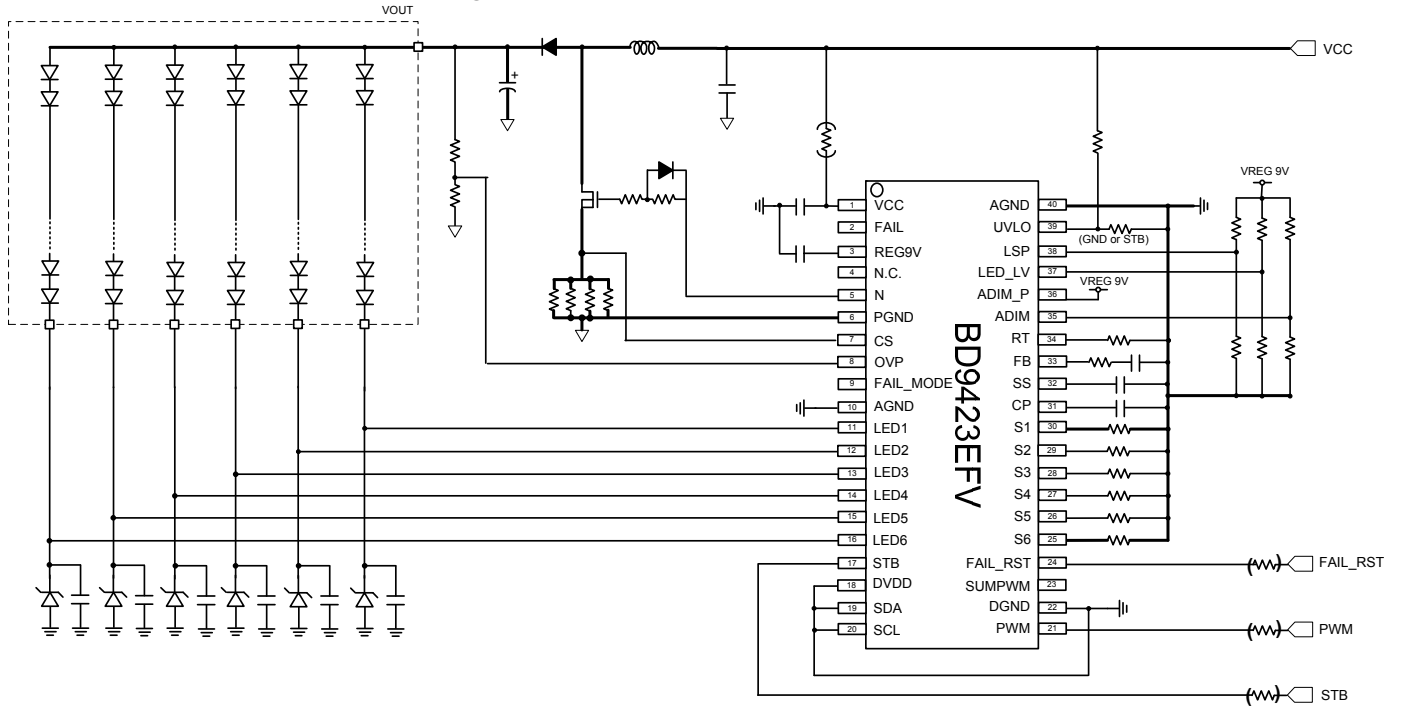 VOUT
VCC
+
VREG 9V
1 VCC
2 FAIL
3 REG9V
4 N.C.
5 N
6 PGND
7 CS
8 OVP
9 FAIL_MODE
10 AGND
11 LED1
12 LED2
13 LED3
14 LED4
15 LED5
16 LED6
17 STB
18 DVDD
19 SDA
20 SCL
BD9423EFV
AGND 40
UVLO 39
(GND or STB)
LSP 38
LED_LV 37
VREG 9V
ADIM_P 36
ADIM 35
RT 34
FB 33
SS 32
CP 31
S1 30
S2 29
S3 28
S4 27
S5 26
S6 25
FAIL_RST 24
SUMPWM 23
DGND 22
PWM 21
FAIL_RST
PWM
STB